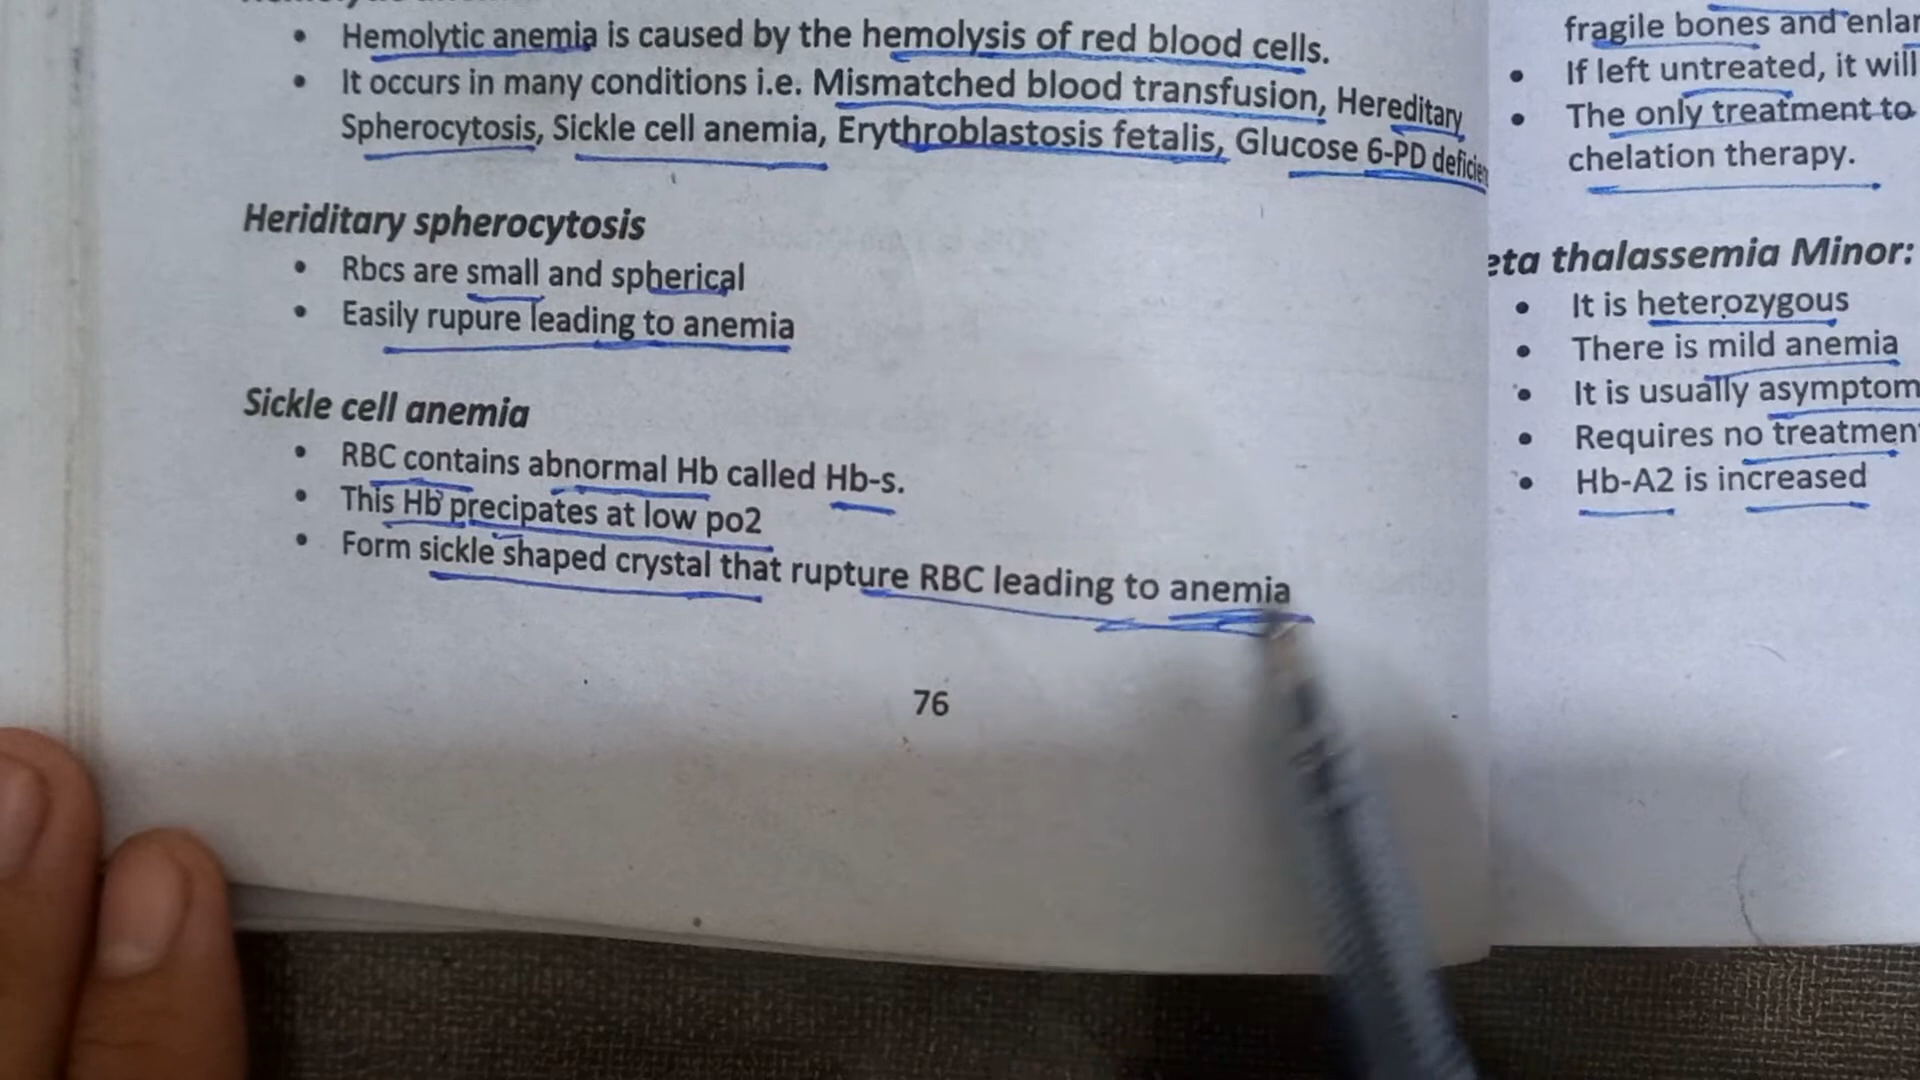 • Hemolytic anemia is caused by the hemolysis of red blood cells.
• It occurs in many conditions i.e. Mismatched blood transfusion, Hereditary
Spherocytosis, Sickle cell anemia, Erythroblastosis fetalis, Glucose 6-PD deficien
Heriditary spherocytosis
• Rbcs are small and spherical
• Easily rupure leading to anemia
Sickle cell anemia
• RBC contains abnormal Hb called Hb-s.
• This Hb precipates at low po2
• Form sickle shaped crystal that rupture RBC leading to anemia
76
fragile bones and enlar
• If left untreated, it will
• The only treatment to
chelation therapy.
eta thalassemia Minor:
• It is heterozygous
• There is mild anemia
• It is usually asymptom
• Requires no treatmen
• Hb-A2 is increased